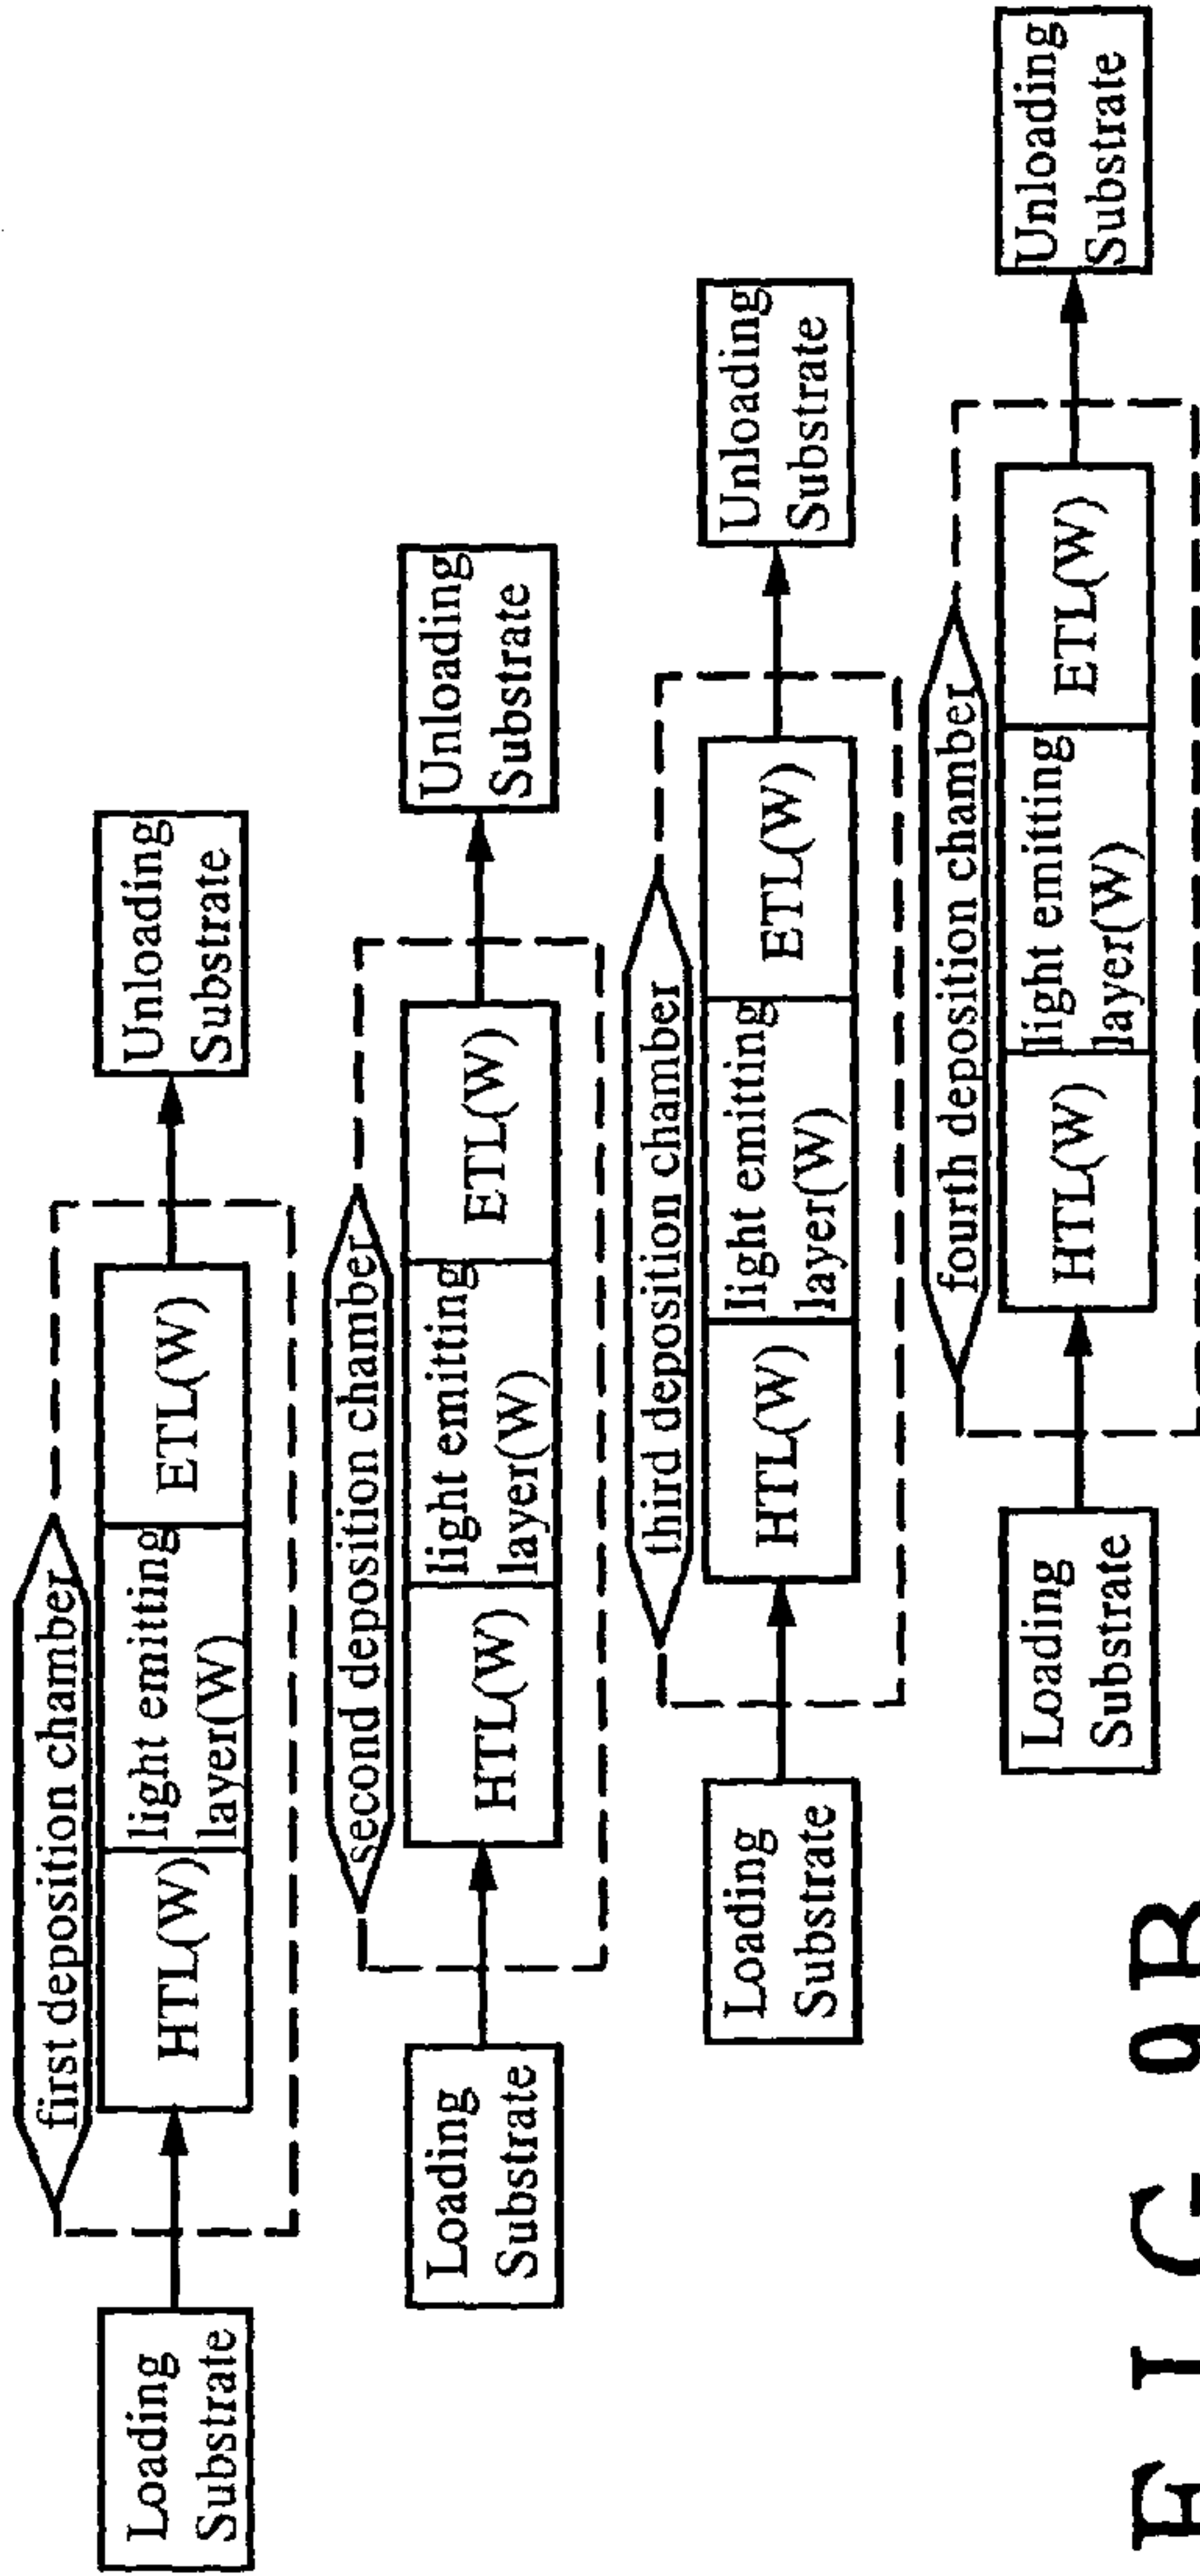 first deposition chamber
Loading
Substrate
HTL(W)
light emitting
layer(W)
ETL(W)
Unloading
Substrate
second deposition chamber
Loading
Substrate
HTL(W)
light emitting
layer(W)
ETL(W)
Unloading
Substrate
third deposition chamber
Loading
Substrate
HTL(W)
light emitting
layer(W)
ETL(W)
Unloading
Substrate
fourth deposition chamber
Loading
Substrate
HTL(W)
light emitting
layer(W)
ETL(W)
Unloading
Substrate
FIG 9B